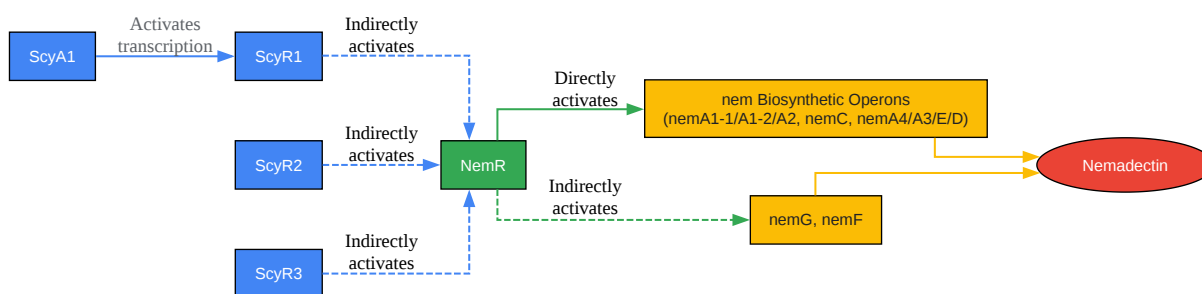 Activates
transcription
Indirectly
activates
ScyA1
ScyR1
Directly
activates
nem Biosynthetic Operons
(nemA1-1/A1-2/A2, nemC, nemA4/A3/E/D)
Indirectly
activates
ScyR2
NemR
Nemadectin
Indirectly
activates
nemG, nemF
Indirectly
activates
ScyR3